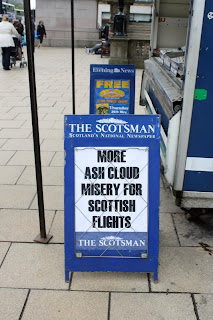 Evening News
FREE
THE SCOTSMAN
SCOTLAND'S NATIONAL NEWSPAPER
MORE
ASH CLOUD
MISERY FOR
SCOTTISH
FLIGHTS
THE SCOTSMAN